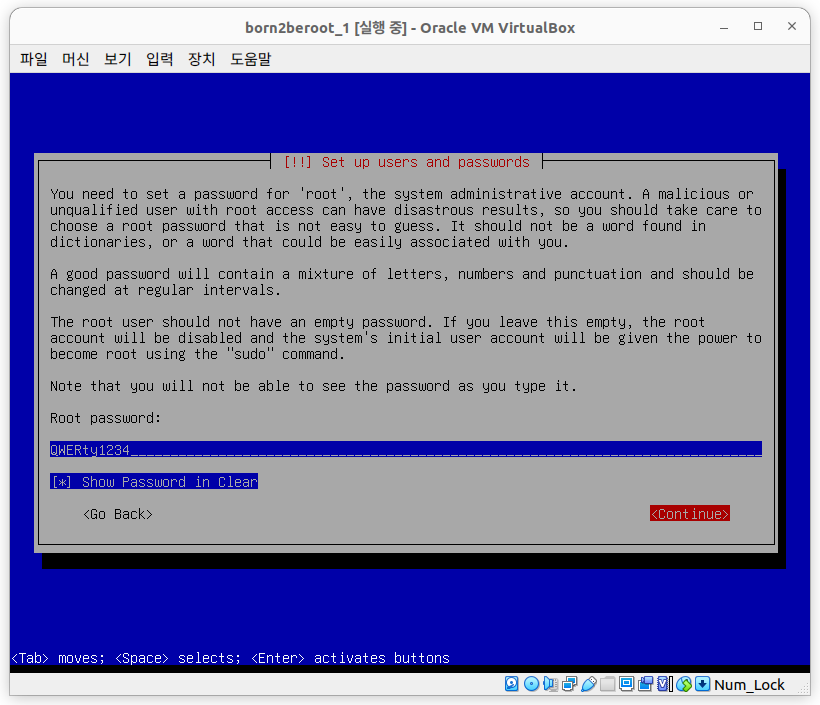 born2beroot_1 [실행 중] - Oracle VM VirtualBox
파일 머신 보기 입력 장치 도움말
[!!] Set up users and passwords
You need to set a password for 'root', the system administrative account. A malicious or
unqualified user with root access can have disastrous results, so you should take care to
choose a root password that is not easy to guess. It should not be a word found in
dictionaries, or a word that could be easily associated with you.
A good password will contain a mixture of letters, numbers and punctuation and should be
changed at regular intervals.
The root user should not have an empty password. If you leave this empty, the root
account will be disabled and the system's initial user account will be given the power to
become root using the "sudo" command.
Note that you will not be able to see the password as you type it.
Root password:
QWERty1234
[*] Show Password in Clear
<Go Back> <Continue>
<Tab> moves; <Space> selects; <Enter> activates buttons
Num_Lock